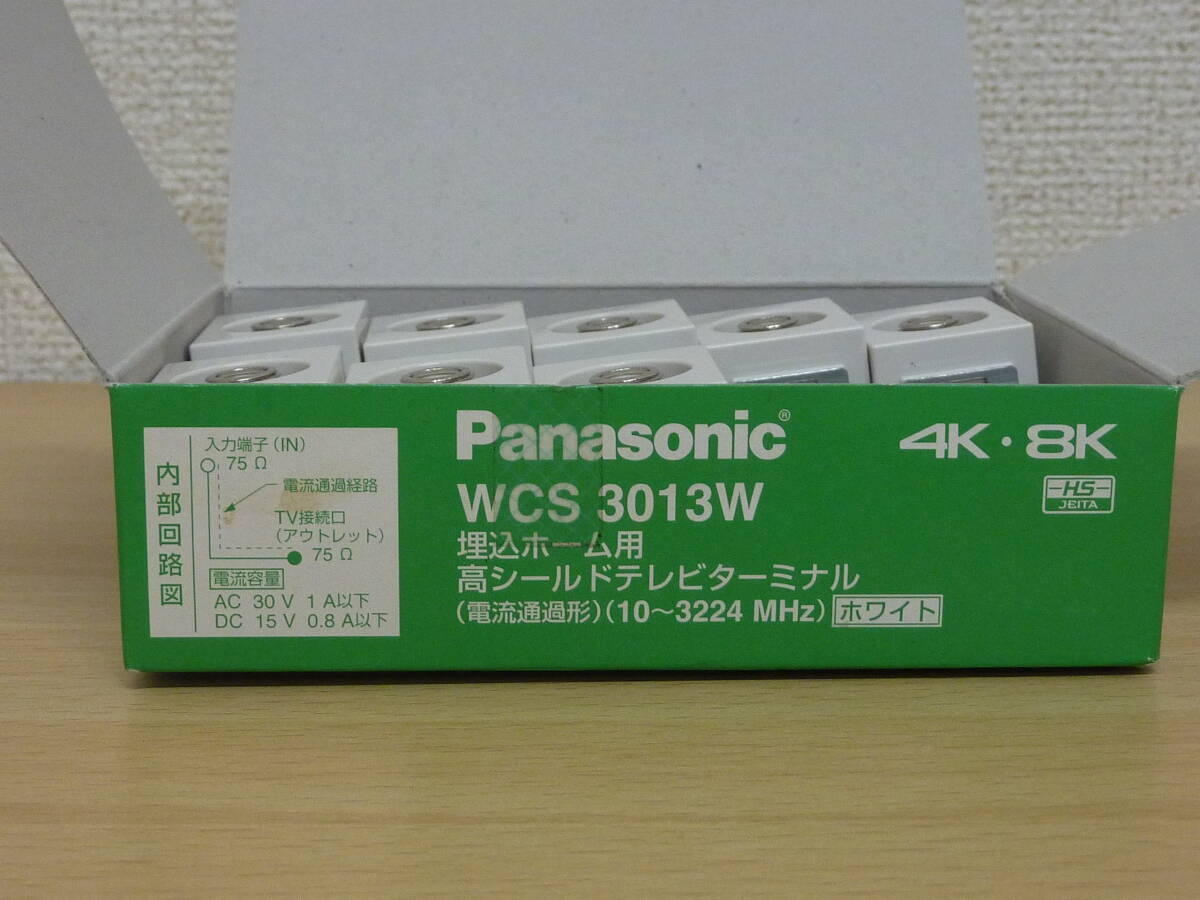 内部回路図
入力端子(IN)
75 Ω
電流通過経路
TV接続口
(アウトレット)
75 Ω
電流容量
AC 30 V 1 A以下
DC 15 V 0.8 A以下
Panasonic®
WCS 3013W
埋込ホーム用
高シールドテレビターミナル
(電流通過形)(10～3224 MHz) ホワイト
4K・8K
HS
JEITA